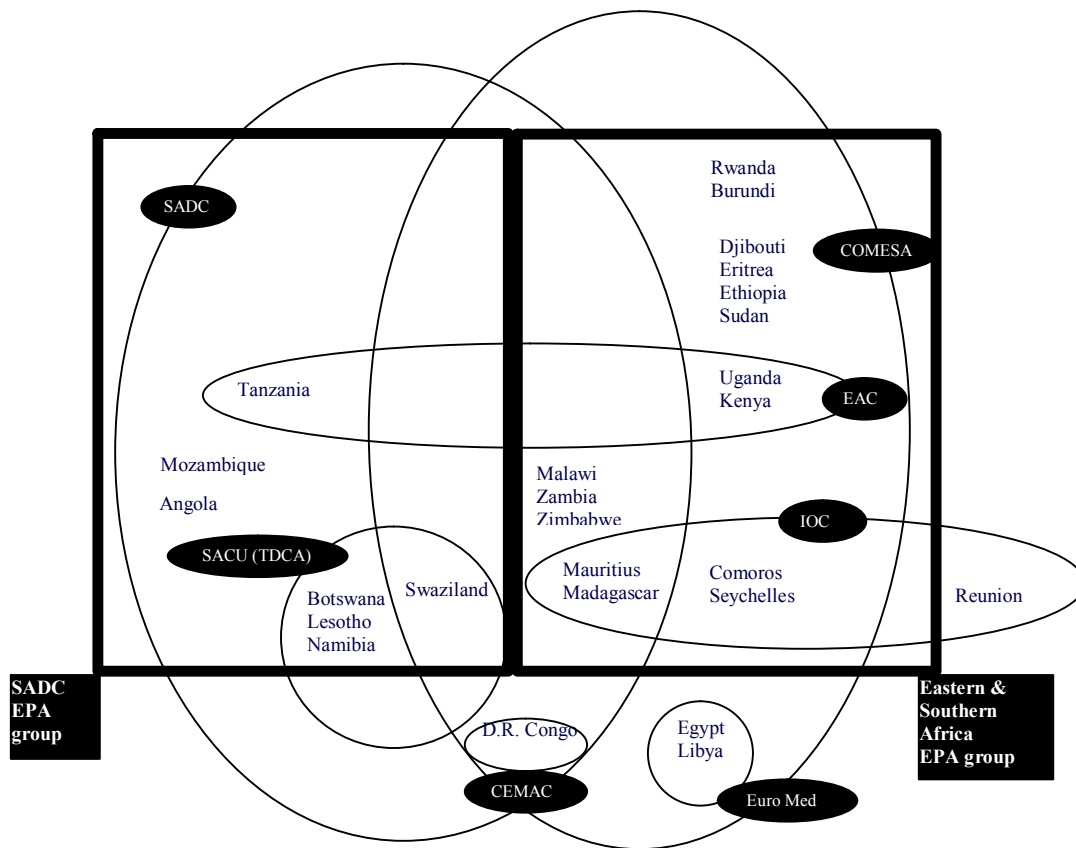 Rwanda
Burundi
SADC
Djibouti
Eritrea
Ethiopia
Sudan
COMESA
Tanzania
Uganda
Kenya
EAC
Mozambique
Angola
Malawi
Zambia
Zimbabwe
IOC
SACU (TDCA)
Botswana
Lesotho
Namibia
Swaziland
Mauritius
Madagascar
Comoros
Seychelles
Reunion
SADC
EPA
group
Eastern &
Southern
Africa
EPA group
D.R. Congo
Egypt
Libya
CEMAC
Euro Med